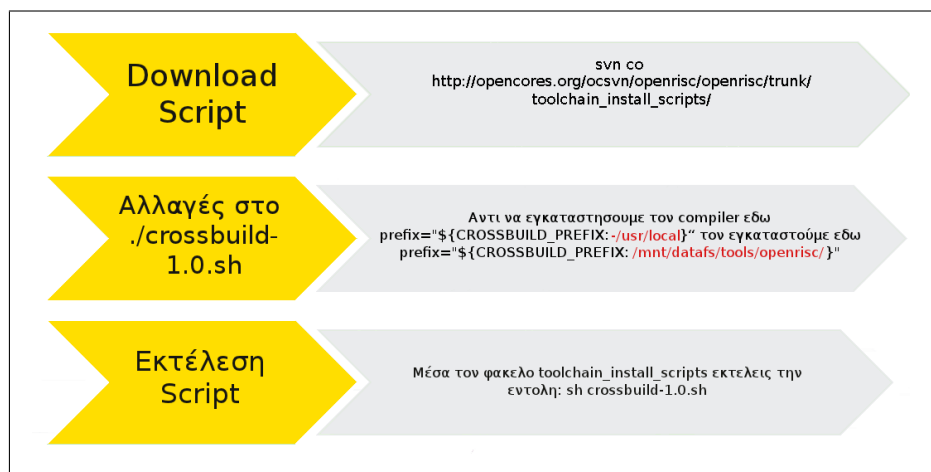 Download
Script
svn co
http://opencores.org/ocsvn/openrisc/openrisc/trunk/
toolchain_install_scripts/
Αλλαγές στο
./crossbuild-
1.0.sh
Αντι να εγκαταστησουμε τον compiler εδω
prefix="${CROSSBUILD_PREFIX:-/usr/local}“ τον εγκαταστούμε εδω
prefix="${CROSSBUILD_PREFIX: /mnt/datafs/tools/openrisc/}"
Εκτέλεση
Script
Μέσα τον φακελο toolchain_install_scripts εκτελεις την
εντολη: sh crossbuild-1.0.sh